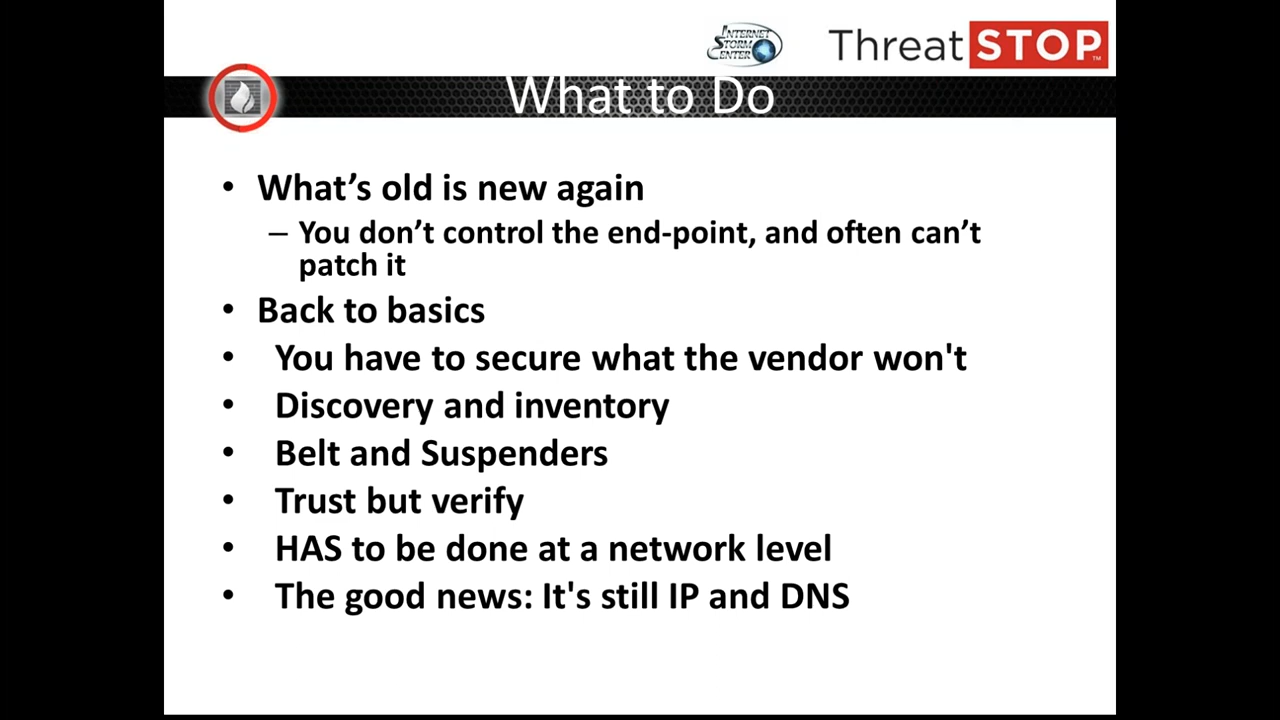 INTERNET
STORM
CENTER
ThreatSTOP™
What to Do
• What’s old is new again
– You don’t control the end-point, and often can’t
patch it
• Back to basics
• You have to secure what the vendor won't
• Discovery and inventory
• Belt and Suspenders
• Trust but verify
• HAS to be done at a network level
• The good news: It's still IP and DNS